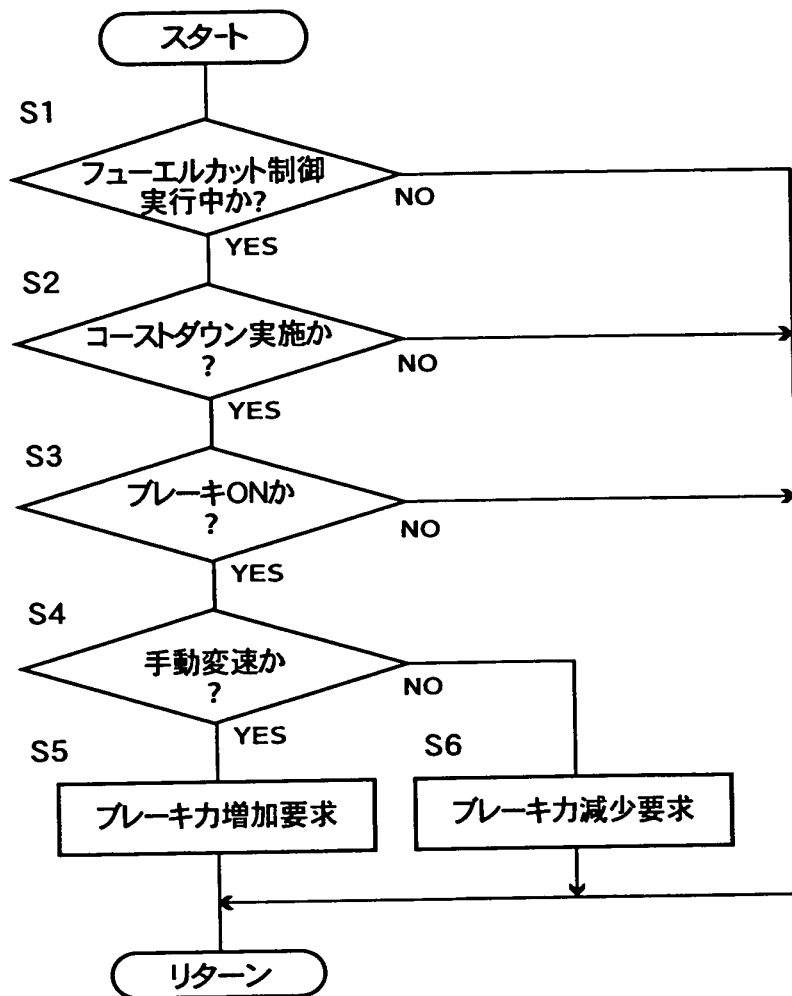 スタート
S1
フューエルカット制御
実行中か?
NO
YES
S2
コーストダウン実施か
?
NO
YES
S3
ブレーキONか
?
NO
YES
S4
手動変速か
?
NO
YES
S5
ブレーキ力増加要求
S6
ブレーキ力減少要求
リターン